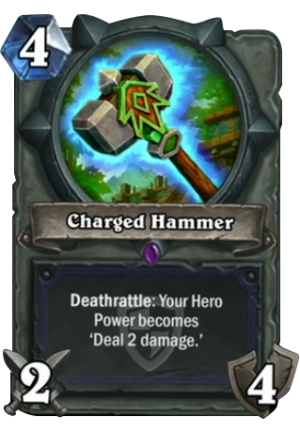 4
Charged Hammer
Deathrattle: Your Hero
Power becomes
‘Deal 2 damage.’
2
4